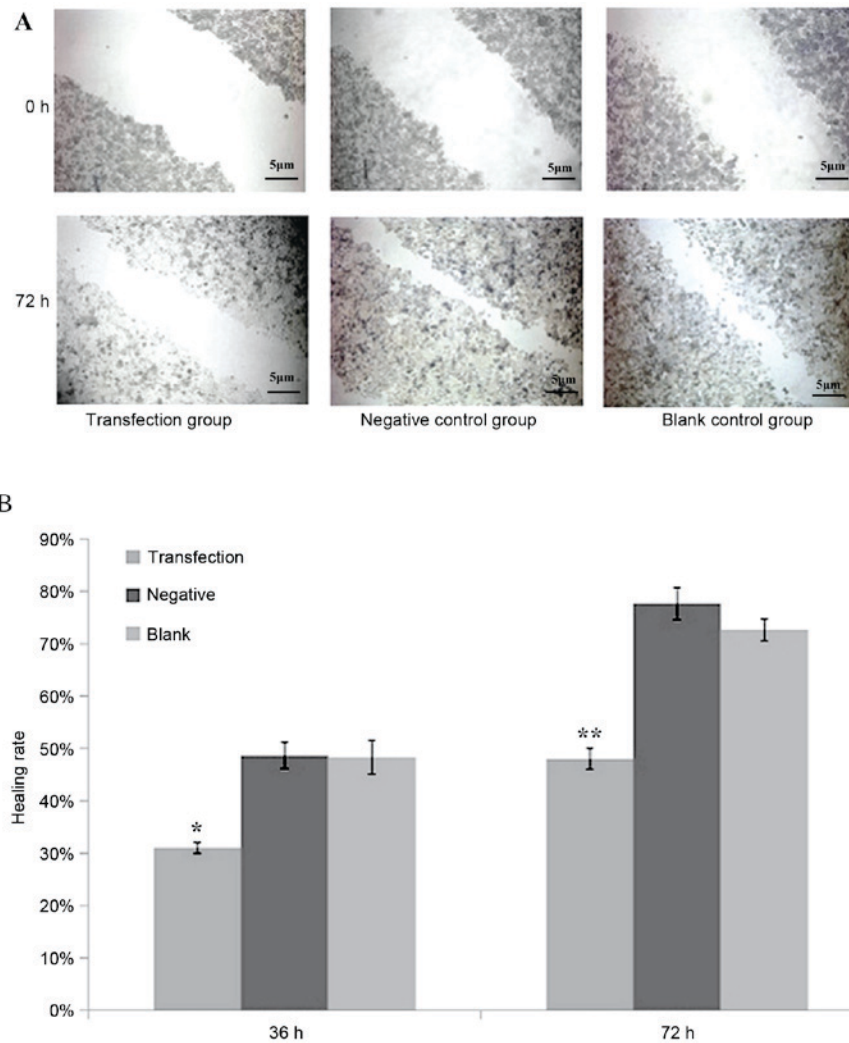 A
0 h
5μm
5μm
5μm
72 h
5μm
5μm
5μm
Transfection group
Negative control group
Blank control group
B
90%
80%
70%
60%
50%
40%
30%
20%
10%
0%
Healing rate
Transfection
Negative
Blank
*
**
36 h
72 h